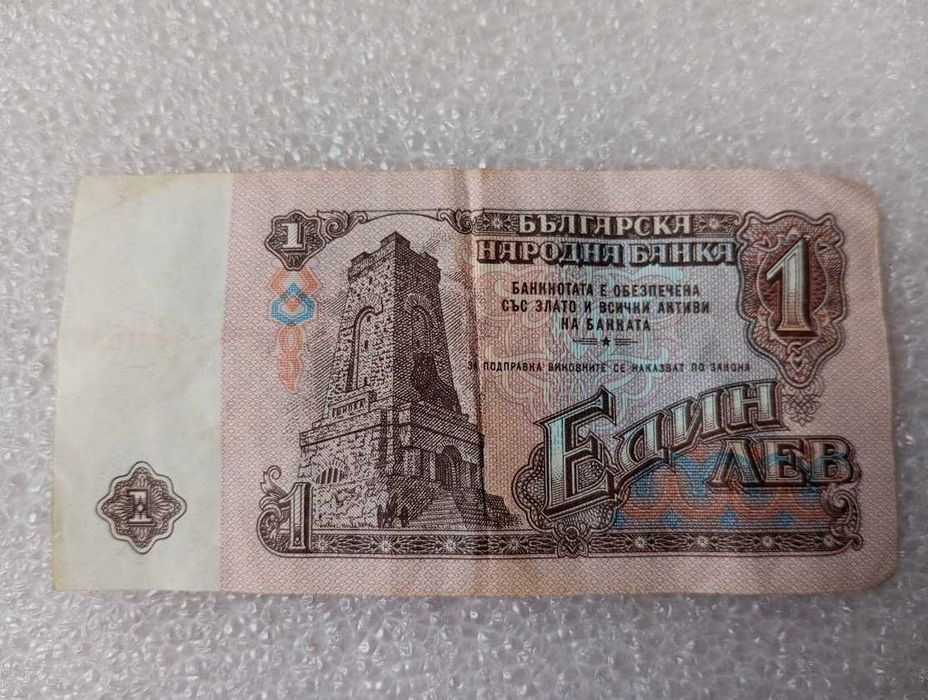 1
БЪЛГАРСКА
НАРОДНА БАНКА
1
БАНКНОТАТА Е ОБЕЗПЕЧЕНА
СЪС ЗЛАТО И ВСИЧКИ АКТИВИ
НА БАНКАТА
ЗА ПОДПРАВКА ВИНОВНИТЕ СЕ НАКАЗВАТ ПО ЗАКОНА
ЕДИН
ЛЕВ
1
1